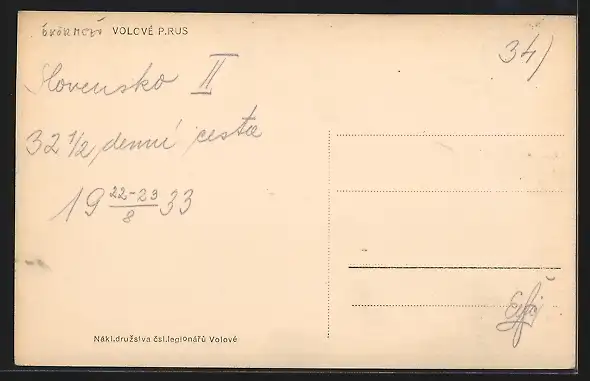 ÖKÖRMEZŐ VOLOVÉ P.RUS
34)
Slovensko II
32 1/2 denní cesta
19 22-23/8 33
Nákl.družstva čsl.legionářů Volové